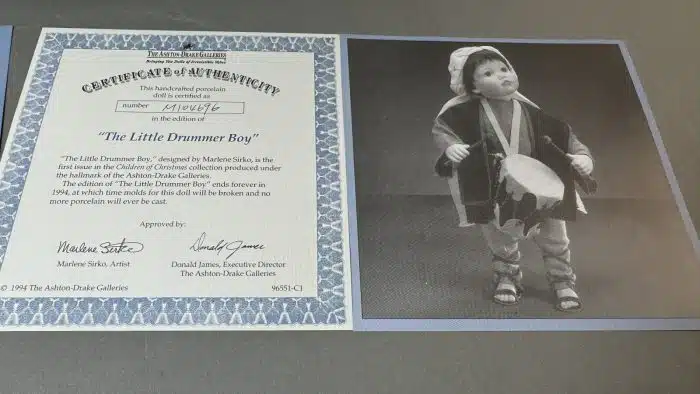 THE ASHTON-DRAKE GALLERIES
Bringing You Dolls of Irresistible Value
CERTIFICATE of AUTHENTICITY
This handcrafted porcelain
doll is certified as
number M104696
in the edition of
"The Little Drummer Boy"
"The Little Drummer Boy," designed by Marlene Sirko, is the
first issue in the Children of Christmas collection produced under
the hallmark of the Ashton-Drake Galleries.
The edition of "The Little Drummer Boy" ends forever in
1994, at which time molds for this doll will be broken and no
more porcelain will ever be cast.
Approved by:
Marlene Sirko Donald James
Marlene Sirko, Artist Donald James, Executive Director
The Ashton-Drake Galleries
© 1994 The Ashton-Drake Galleries 96551-C1